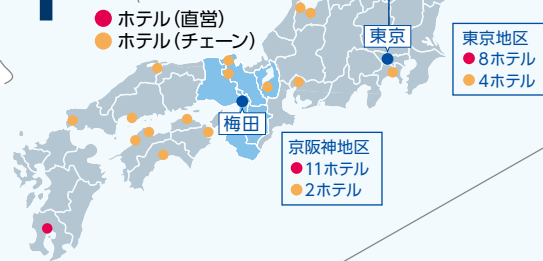 ホテル(直営)
ホテル(チェーン)
東京
東京地区
8ホテル
4ホテル
梅田
京阪神地区
11ホテル
2ホテル